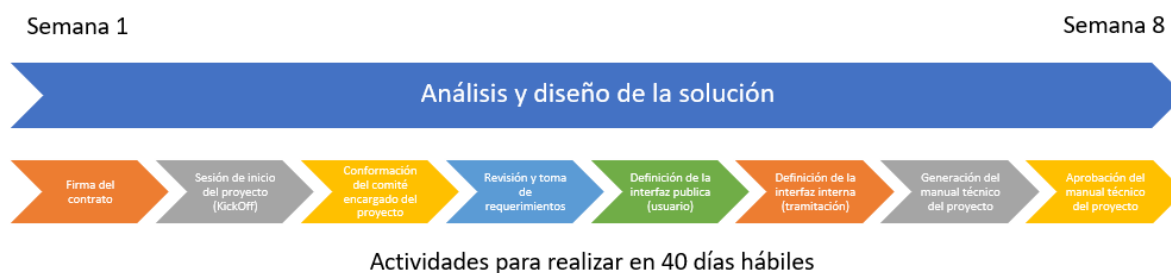 Semana 1
Semana 8
Análisis y diseño de la solución
Firma del
contrato
Sesión de inicio
del proyecto
(KickOff)
Conformación
del comité
encargado del
proyecto
Revisión y toma
de
requerimientos
Definición de la
interfaz publica
(usuario)
Definición de la
interfaz interna
(tramitación)
Generación del
manual técnico
del proyecto
Aprobación del
manual técnico
del proyecto
Actividades para realizar en 40 días hábiles